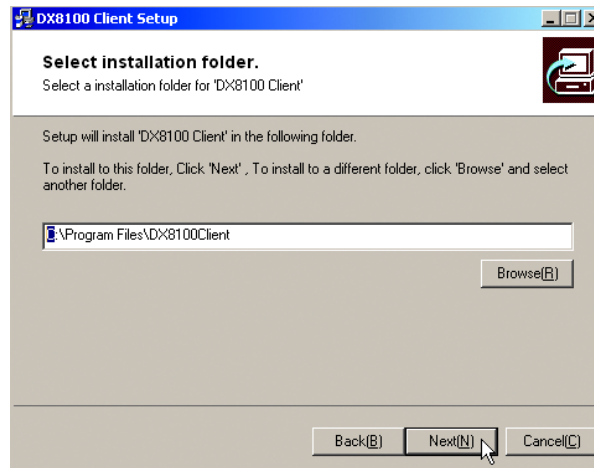 DX8100 Client Setup
Select installation folder.
Select a installation folder for 'DX8100 Client'
Setup will install 'DX8100 Client' in the following folder.
To install to this folder, Click 'Next' , To install to a different folder, click 'Browse' and select
another folder.
D:\Program Files\DX8100Client
Browse(R)
Back(B)
Next(N)
Cancel(C)